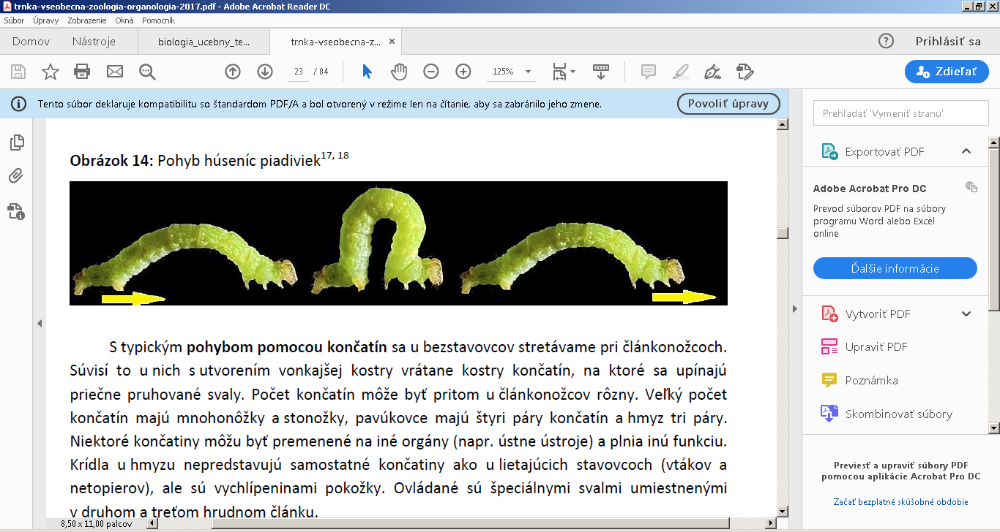 trnka-vseobecna-zoologia-organologia-2017.pdf - Adobe Acrobat Reader DC
Súbor Úpravy Zobrazenie Okná Pomocník
Domov Nástroje biologia_ucebny_te... trnka-vseobecna-z... × Prihlásiť sa
23 / 84 125% Zdieľať
Tento súbor deklaruje kompatibilitu so štandardom PDF/A a bol otvorený v režime len na čítanie, aby sa zabránilo jeho zmene. Povoliť úpravy
Obrázok 14: Pohyb húseníc piadiviek17, 18
S typickým pohybom pomocou končatín sa u bezstavovcov stretávame pri článkonožcoch.
Súvisí to u nich s utvorením vonkajšej kostry vrátane kostry končatín, na ktoré sa upínajú
priečne pruhované svaly. Počet končatín môže byť pritom u článkonožcov rôzny. Veľký počet
končatín majú mnohonôžky a stonožky, pavúkovce majú štyri páry končatín a hmyz tri páry.
Niektoré končatiny môžu byť premenené na iné orgány (napr. ústne ústroje) a plnia inú funkciu.
Krídla u hmyzu nepredstavujú samostatné končatiny ako u lietajúcich stavovcoch (vtákov a
netopierov), ale sú vychlípeninami pokožky. Ovládané sú špeciálnymi svalmi umiestnenými
v druhom a treťom hrudnom článku.
8,50 x 11,00 palcov
Prehľadať 'Vymeniť stranu'
Exportovať PDF
Adobe Acrobat Pro DC
Prevod súborov PDF na súbory
programu Word alebo Excel
online
Ďalšie informácie
Vytvoriť PDF
Upraviť PDF
Poznámka
Skombinovať súbory
Previesť a upraviť súbory PDF
pomocou aplikácie Acrobat Pro DC
Začať bezplatné skúšobné obdobie